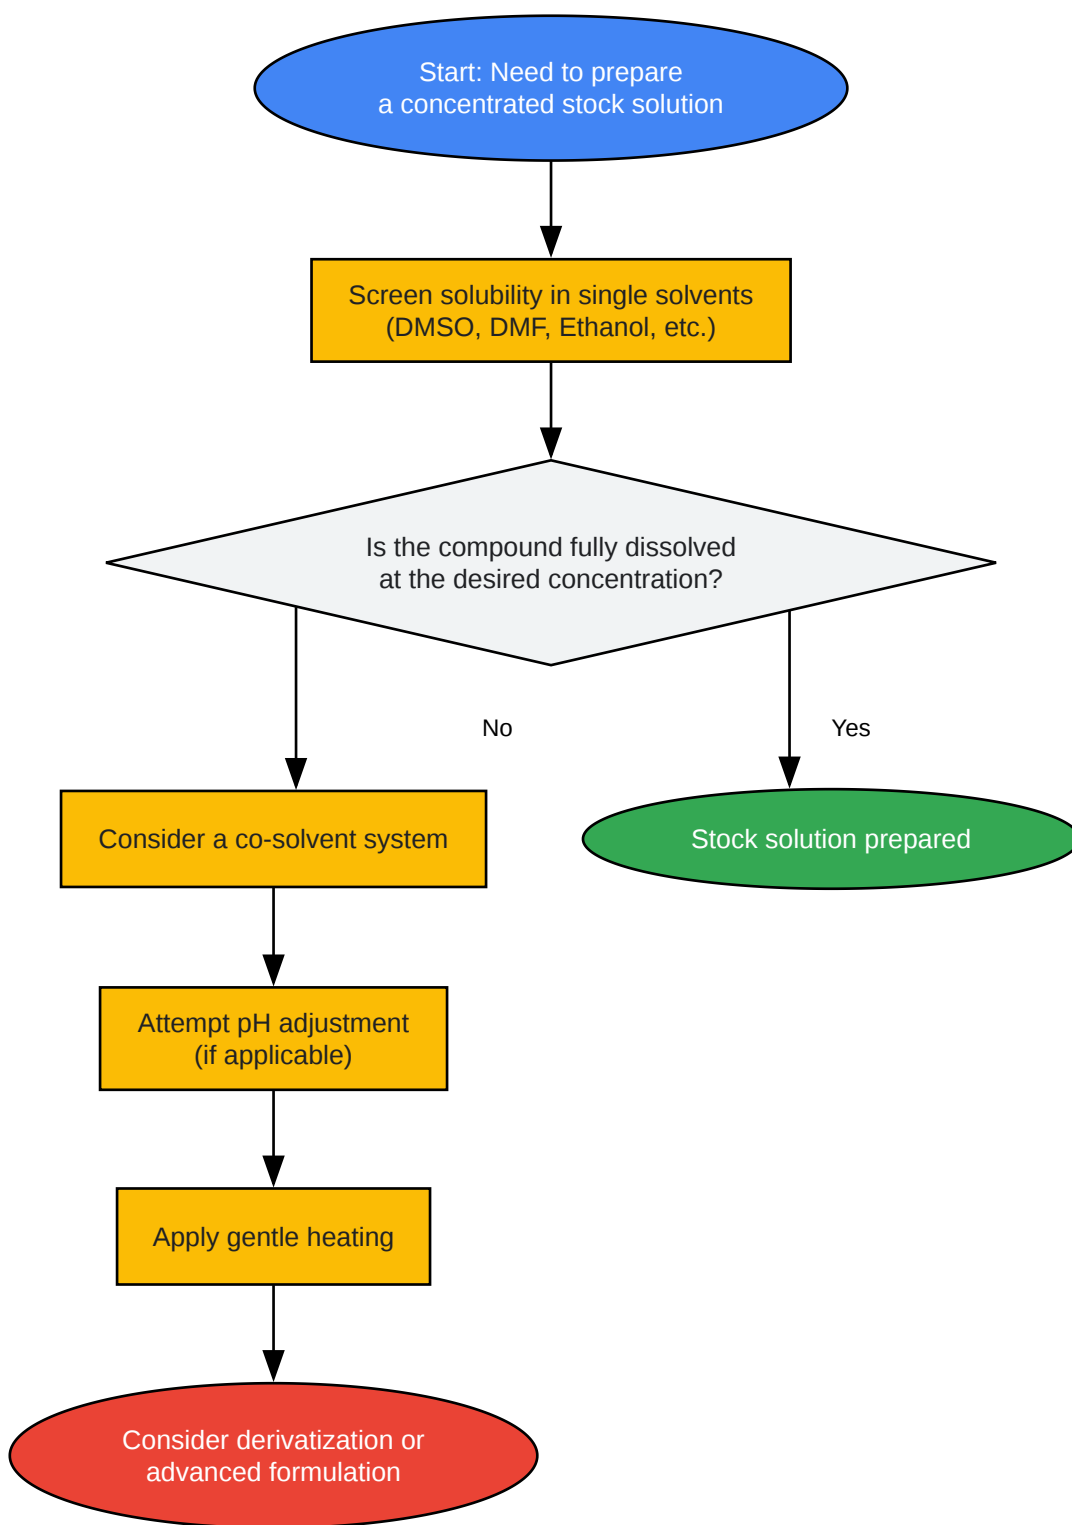 Start: Need to prepare
a concentrated stock solution
Screen solubility in single solvents
(DMSO, DMF, Ethanol, etc.)
Is the compound fully dissolved
at the desired concentration?
No
Yes
Consider a co-solvent system
Stock solution prepared
Attempt pH adjustment
(if applicable)
Apply gentle heating
Consider derivatization or
advanced formulation